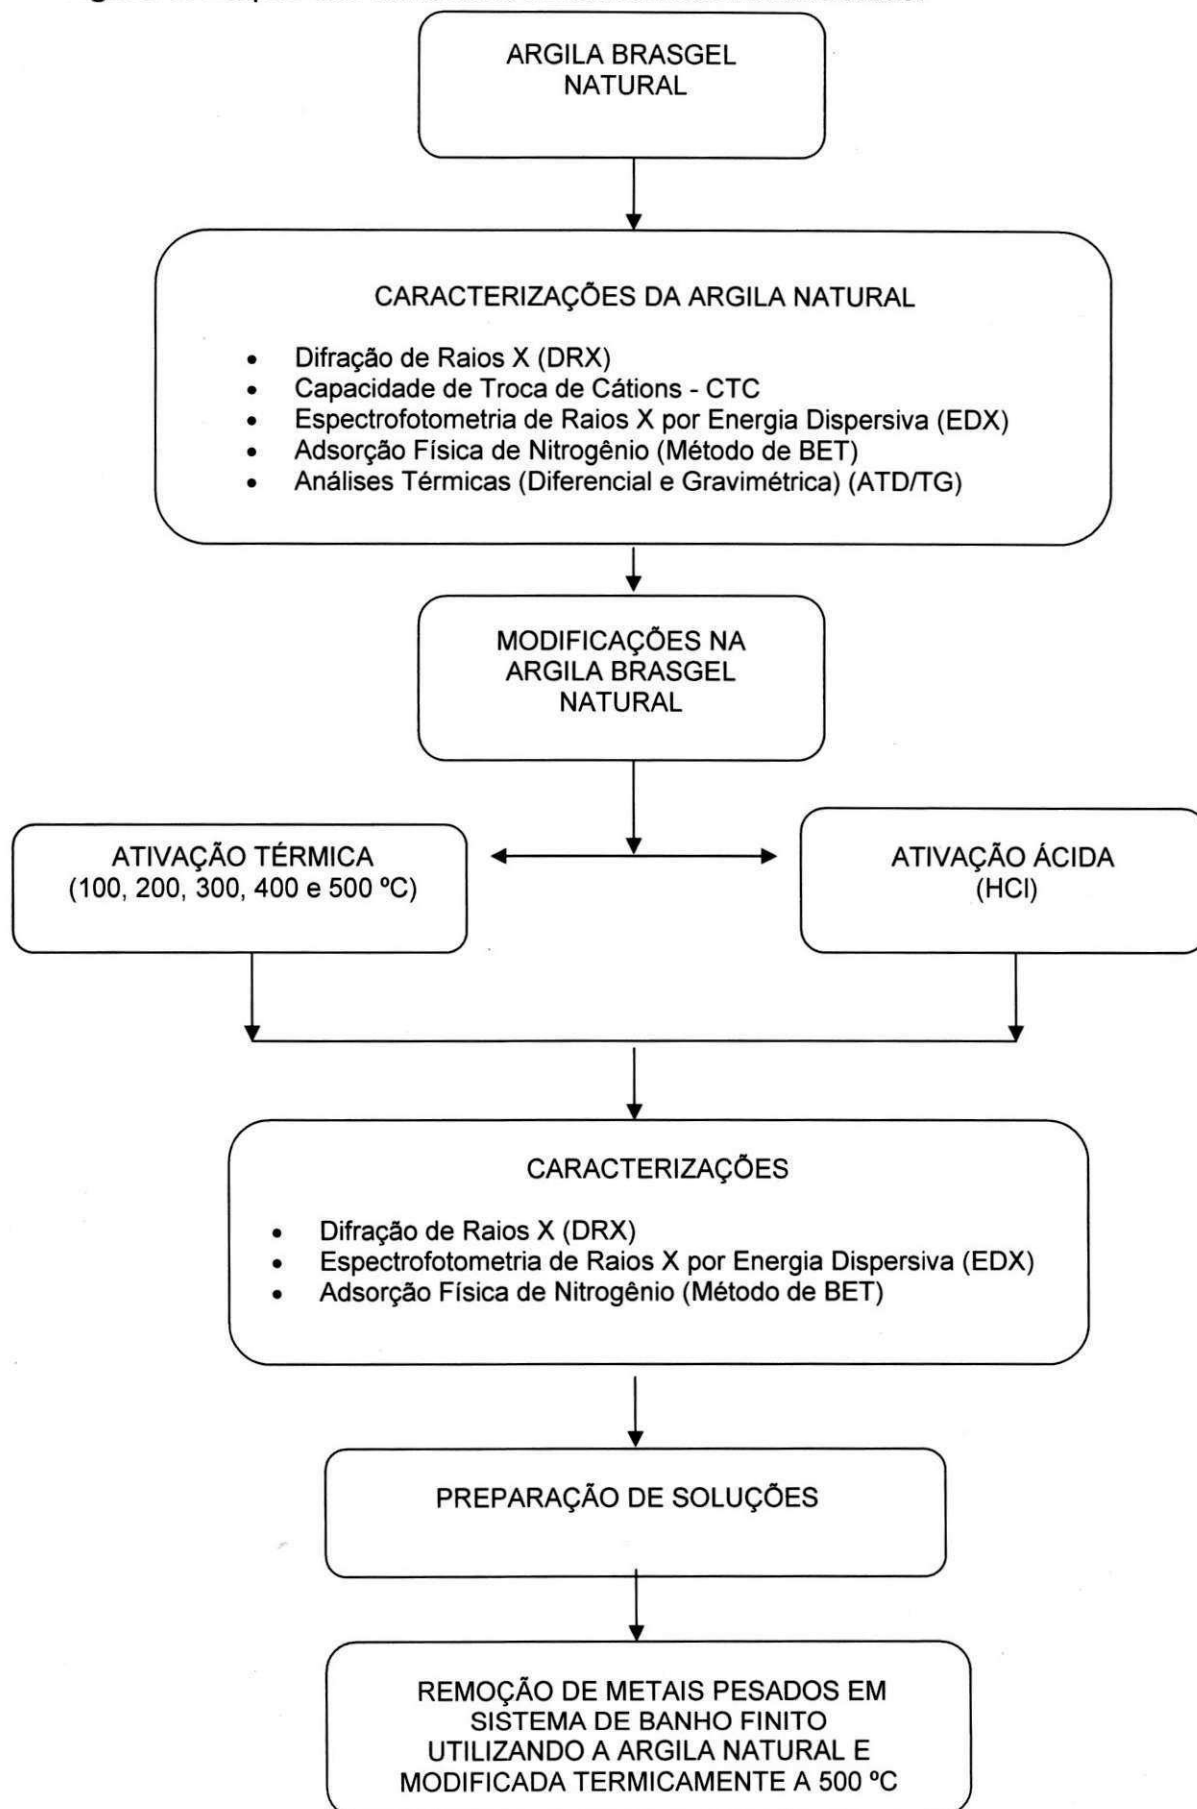 ARGILA BRASGEL
NATURAL
CARACTERIZAÇÕES DA ARGILA NATURAL
• Difração de Raios X (DRX)
• Capacidade de Troca de Cátions - CTC
• Espectrofotometria de Raios X por Energia Dispersiva (EDX)
• Adsorção Física de Nitrogênio (Método de BET)
• Análises Térmicas (Diferencial e Gravimétrica) (ATD/TG)
MODIFICAÇÕES NA
ARGILA BRASGEL
NATURAL
ATIVAÇÃO TÉRMICA
(100, 200, 300, 400 e 500 ºC)
ATIVAÇÃO ÁCIDA
(HCl)
CARACTERIZAÇÕES
• Difração de Raios X (DRX)
• Espectrofotometria de Raios X por Energia Dispersiva (EDX)
• Adsorção Física de Nitrogênio (Método de BET)
PREPARAÇÃO DE SOLUÇÕES
REMOÇÃO DE METAIS PESADOS EM
SISTEMA DE BANHO FINITO
UTILIZANDO A ARGILA NATURAL E
MODIFICADA TERMICAMENTE A 500 ºC